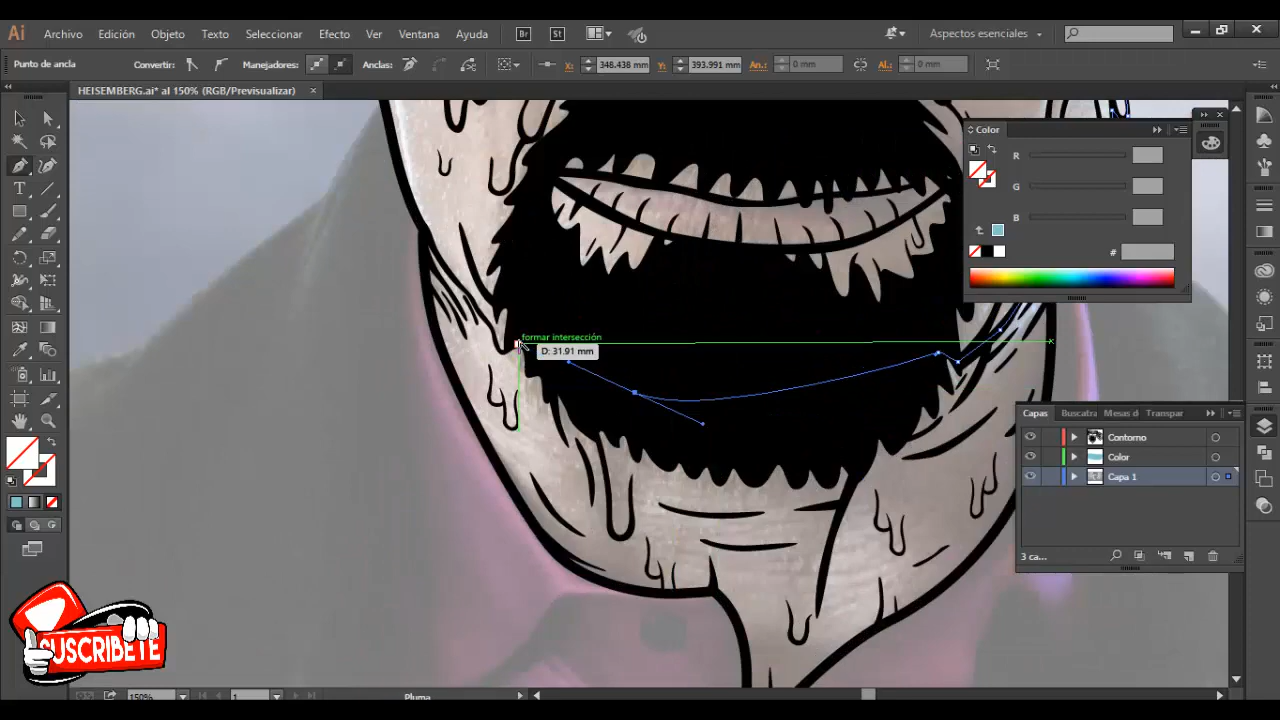 Ai Archivo Edición Objeto Texto Seleccionar Efecto Ver Ventana Ayuda Br St Aspectos esenciales
Punto de ancla Convertir: Manejadores: Anclas: X: 348.438 mm Y: 393.991 mm An.: 0 mm Al.: 0 mm
HEISEMBERG.ai* al 150% (RGB/Previsualizar)
Color
R
G
B
#
formar intersección
D: 31.91 mm
Capas Buscatra Mesas d Transpar
Contorno
Color
Capa 1
3 ca...
SUSCRIBETE
150% 1 Pluma